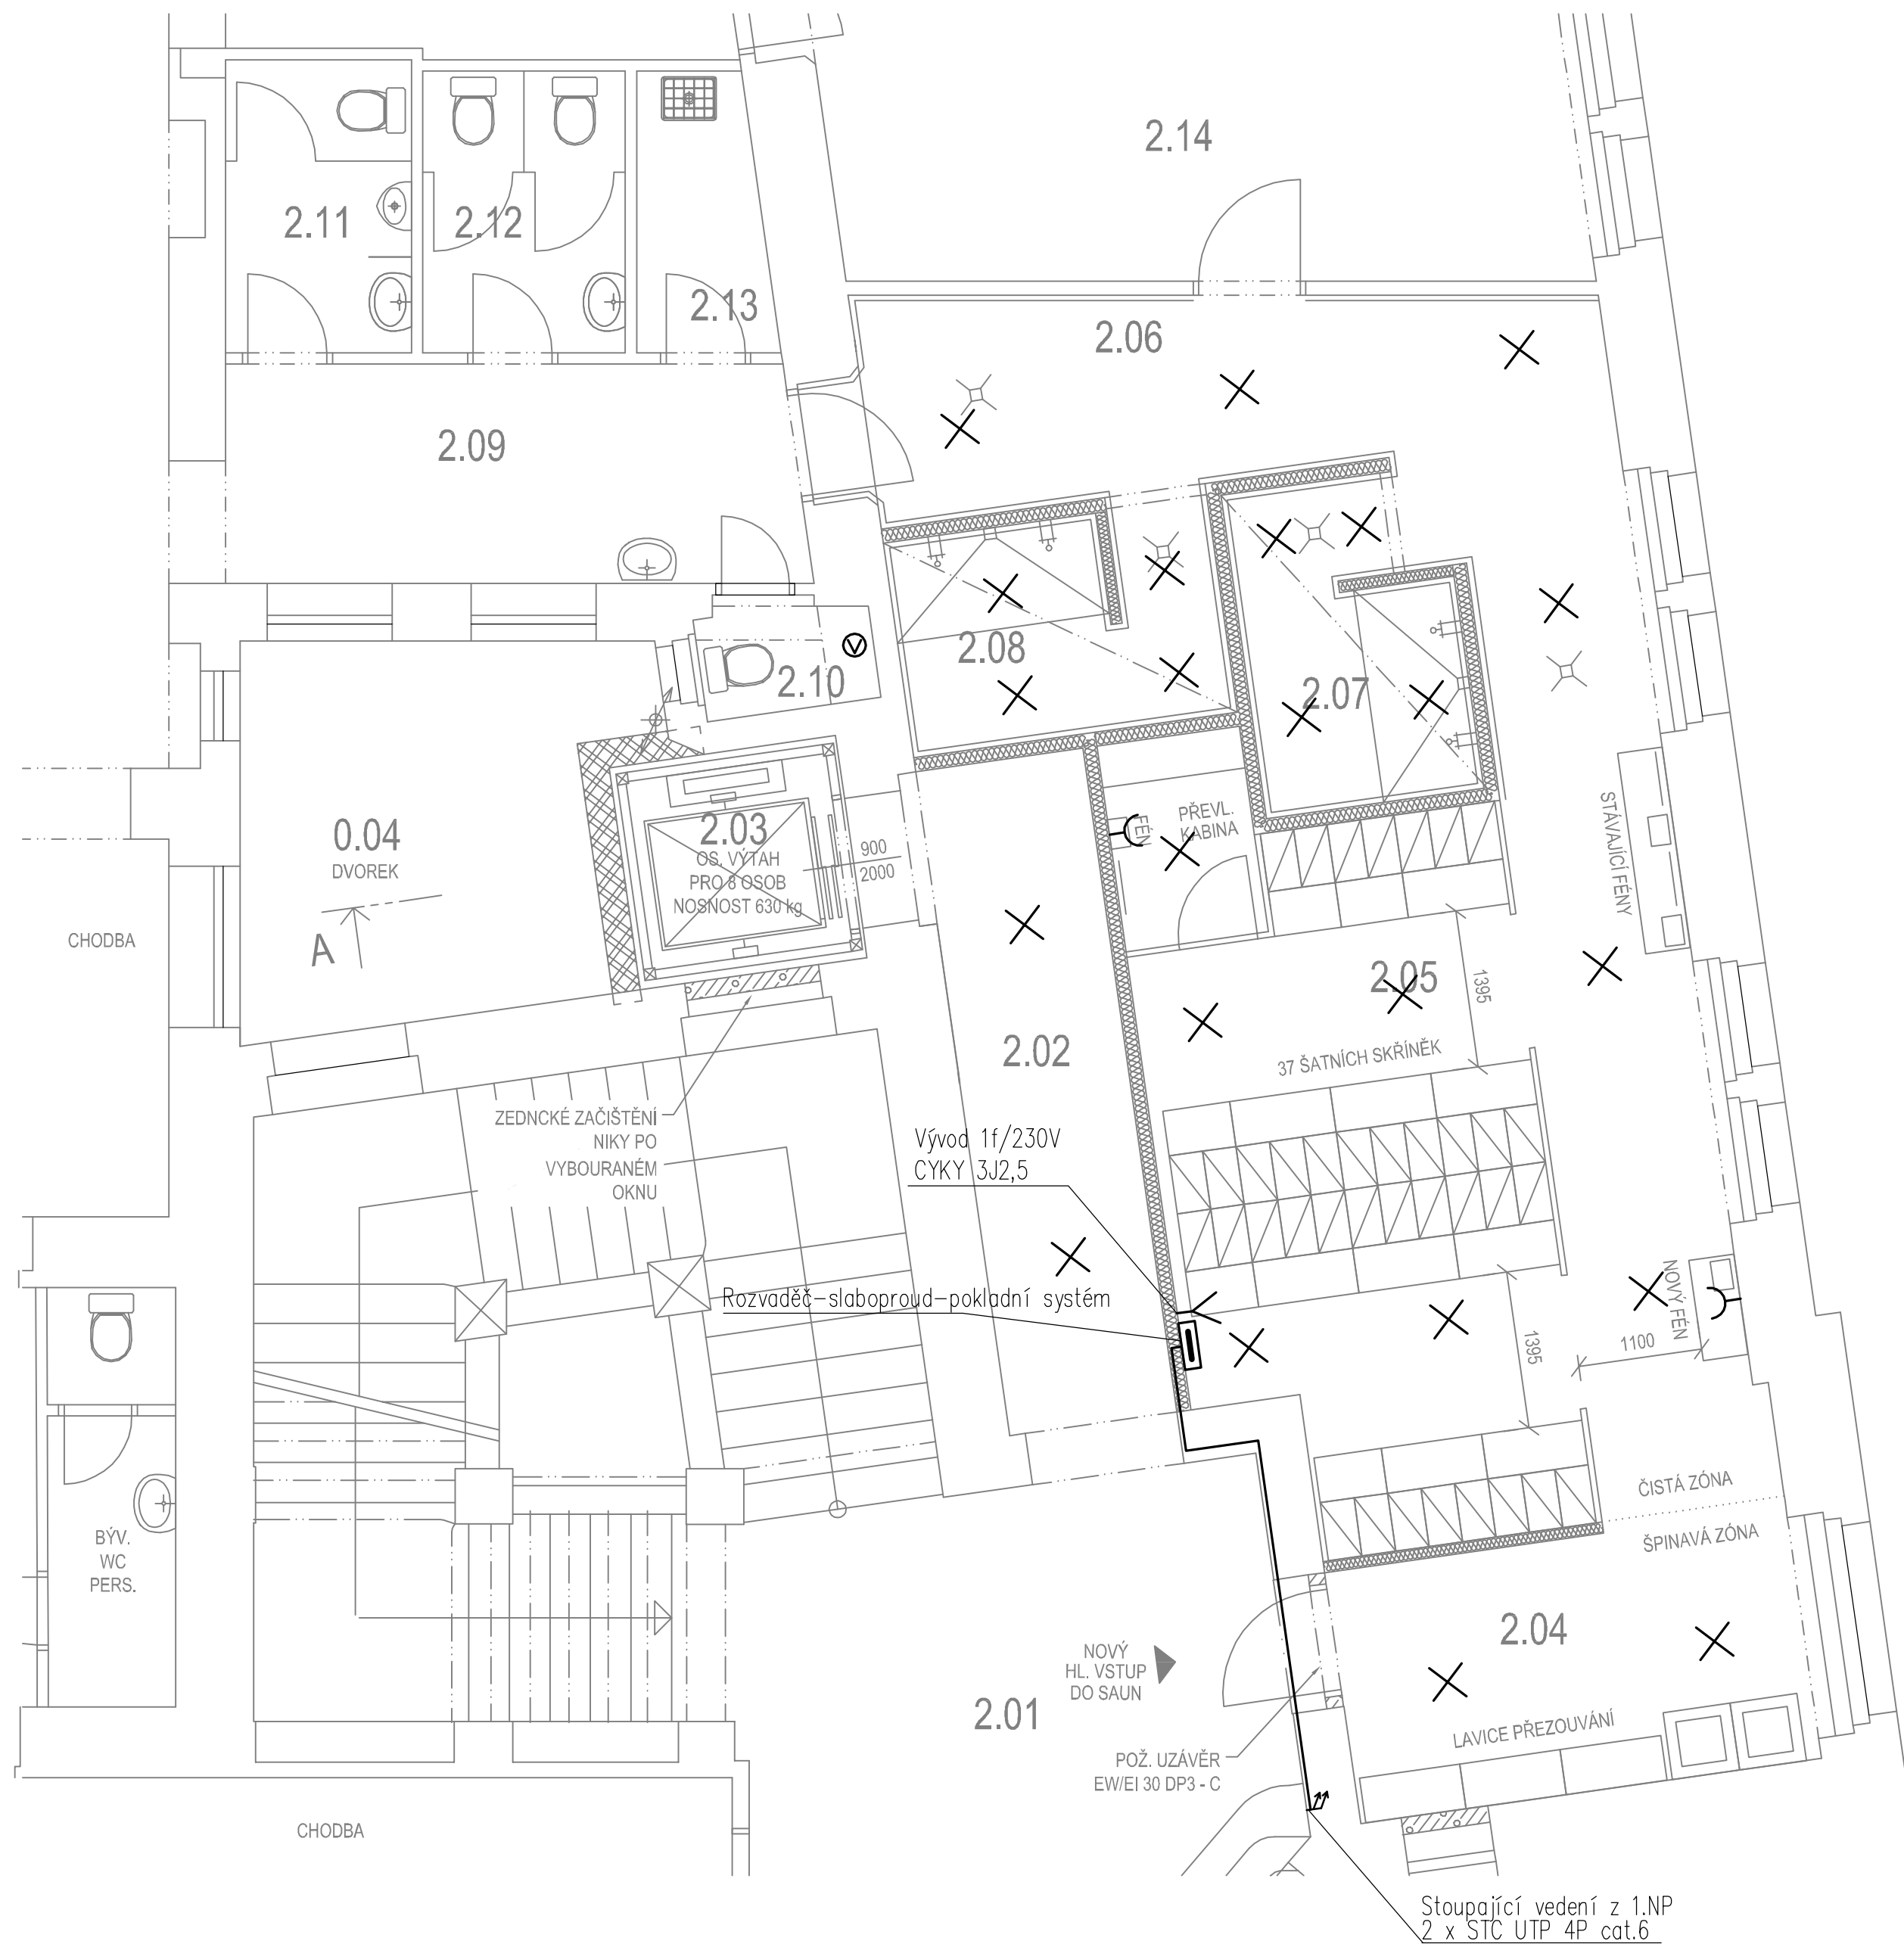 2.14
2.11
2.12
2.13
2.06
2.09
2.08
2.10
2.07
PŘEVL.
KABINA
FÉN
STÁVAJÍCÍ FÉNY
0.04
DVOREK
2.03
OS. VÝTAH
PRO 8 OSOB
NOSNOST 630 kg
900
2000
CHODBA
A
2.05
1395
2.02
37 ŠATNÍCH SKŘÍNĚK
ZEDNCKÉ ZAČIŠTĚNÍ
NIKY PO
VYBOURANÉM
OKNU
Vývod 1f/230V
CYKY 3J2,5
Rozvaděč-slaboproud-pokladní systém
NOVÝ FÉN
1395
1100
ČISTÁ ZÓNA
ŠPINAVÁ ZÓNA
BÝV.
WC
PERS.
2.04
NOVÝ
HL. VSTUP
DO SAUN
2.01
LAVICE PŘEZOUVÁNÍ
POŽ. UZÁVĚR
EW/EI 30 DP3 - C
CHODBA
Stoupající vedení z 1.NP
2 x STC UTP 4P cat.6